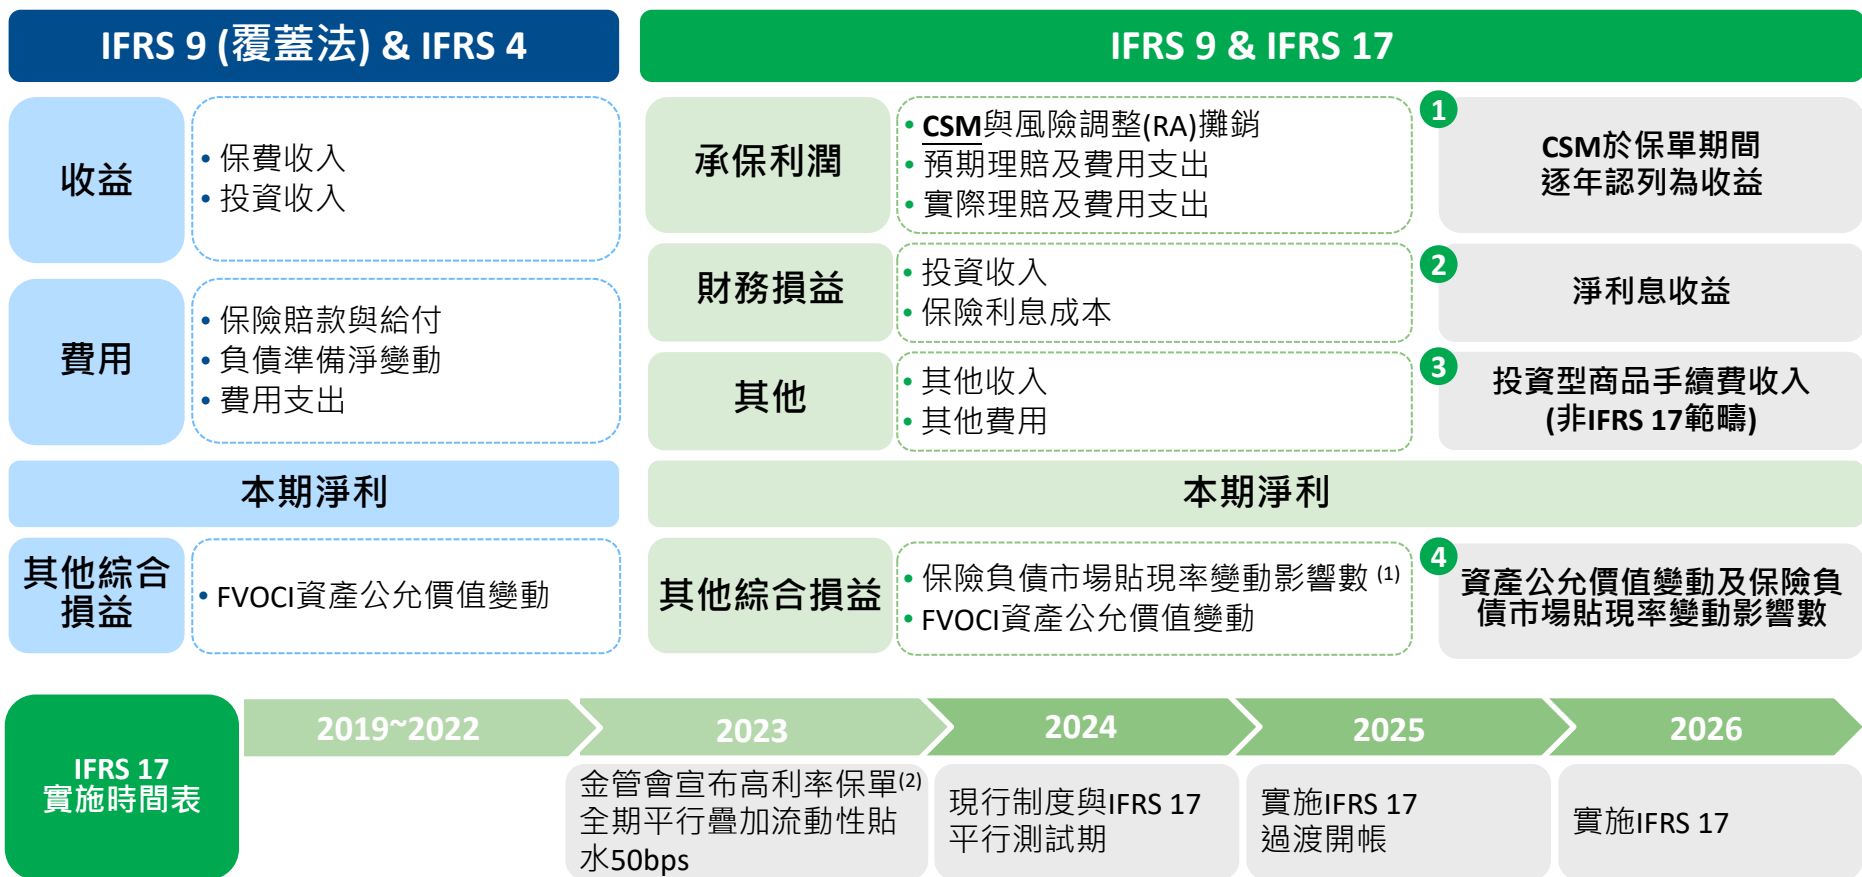 IFRS 9 (覆蓋法) & IFRS 4
收益
• 保費收入
• 投資收入
費用
• 保險賠款與給付
• 負債準備淨變動
• 費用支出
本期淨利
其他綜合
損益
• FVOCI資產公允價值變動
IFRS 9 & IFRS 17
承保利潤
• CSM與風險調整(RA)攤銷
• 預期理賠及費用支出
• 實際理賠及費用支出
1
CSM於保單期間
逐年認列為收益
財務損益
• 投資收入
• 保險利息成本
2
淨利息收益
其他
• 其他收入
• 其他費用
3
投資型商品手續費收入
(非IFRS 17範疇)
本期淨利
其他綜合損益
• 保險負債市場貼現率變動影響數 (1)
• FVOCI資產公允價值變動
4
資產公允價值變動及保險負
債市場貼現率變動影響數
IFRS 17
實施時間表
2019~2022
2023
金管會宣布高利率保單(2)
全期平行疊加流動性貼
水50bps
2024
現行制度與IFRS 17
平行測試期
2025
實施IFRS 17
過渡開帳
2026
實施IFRS 17